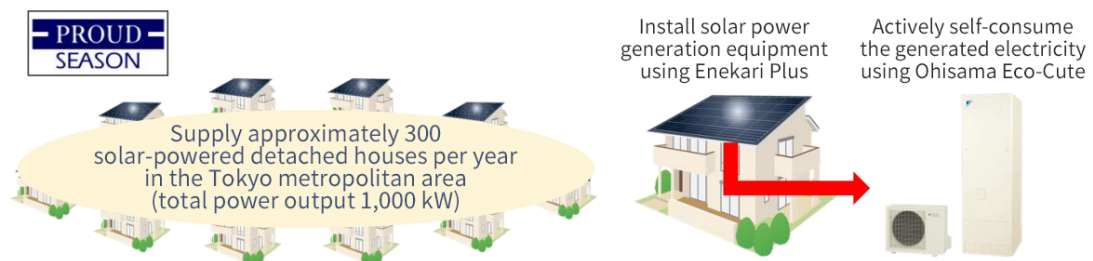 PROUD
SEASON
Supply approximately 300
solar-powered detached houses per year
in the Tokyo metropolitan area
(total power output 1,000 kW)
Install solar power
generation equipment
using Enekari Plus
Actively self-consume
the generated electricity
using Ohisama Eco-Cute